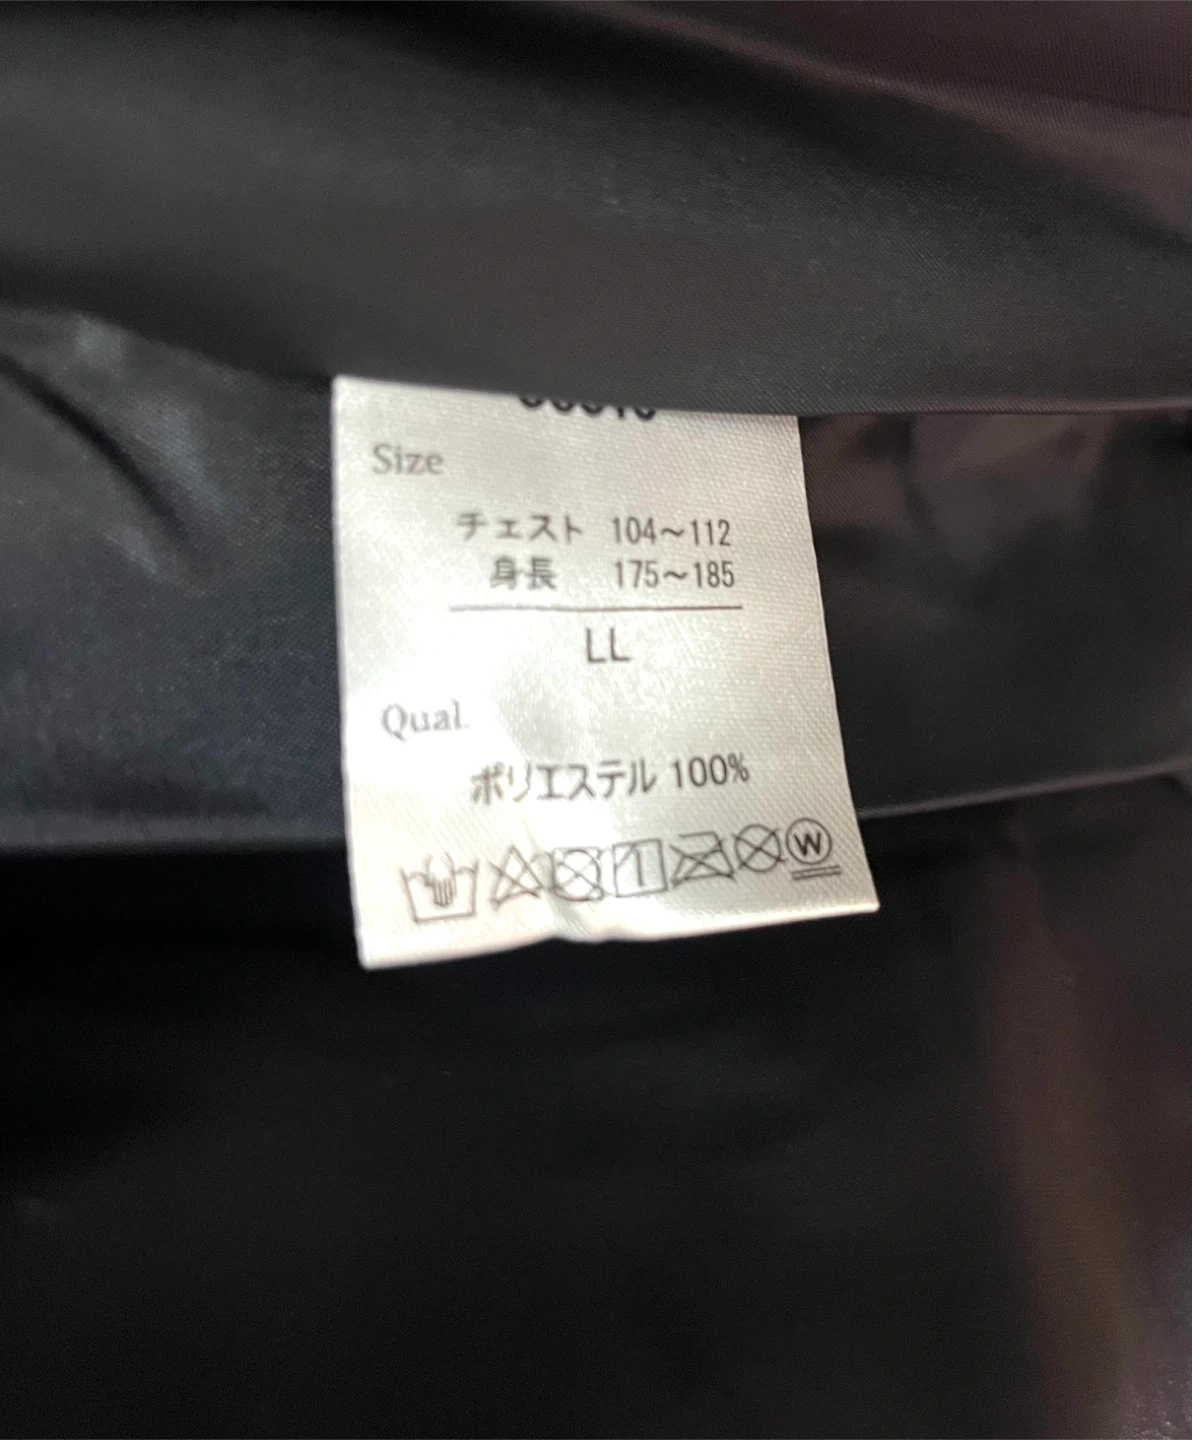 Size
チェスト 104～112
身長 175～185
LL
Qual.
ポリエステル 100%
W